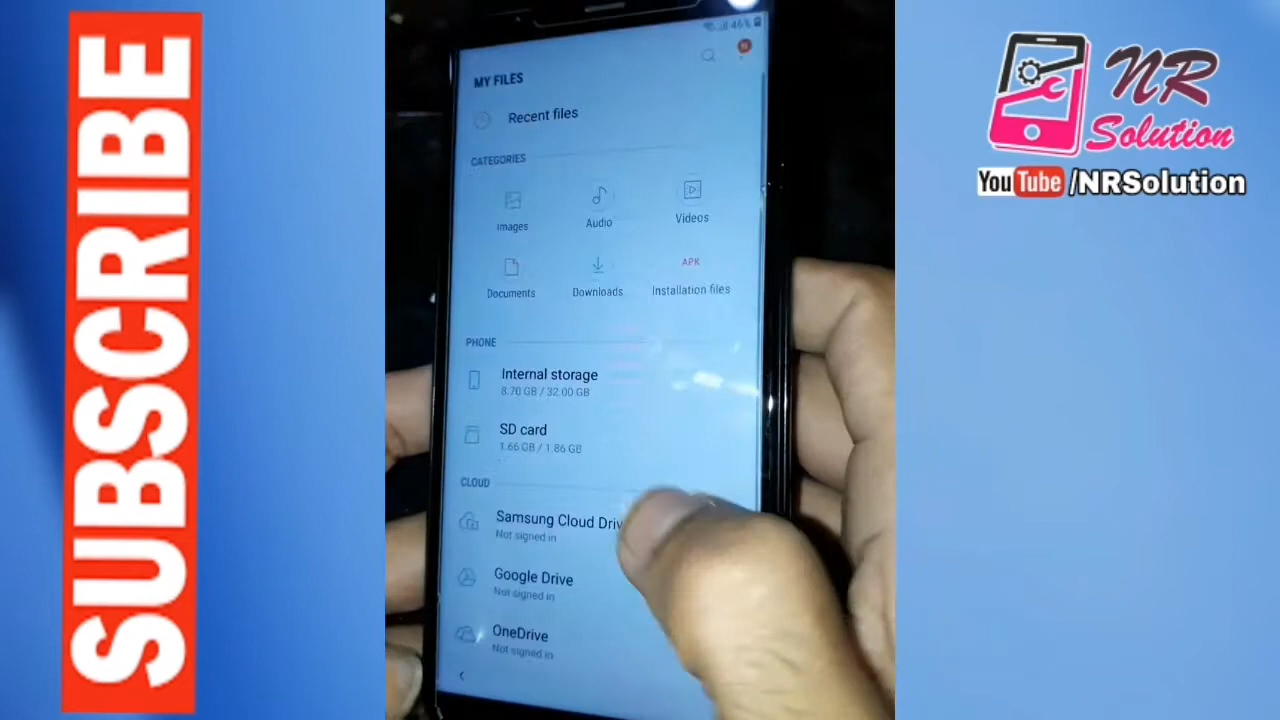 SUBSCRIBE
46%
N
MY FILES
Recent files
CATEGORIES
Images
Audio
Videos
APK
Documents
Downloads
Installation files
PHONE
Internal storage
8.70 GB / 32.00 GB
SD card
1.66 GB / 1.86 GB
CLOUD
Samsung Cloud Driv
Not signed in
Google Drive
Not signed in
OneDrive
Not signed in
NR
Solution
YouTube/NRSolution